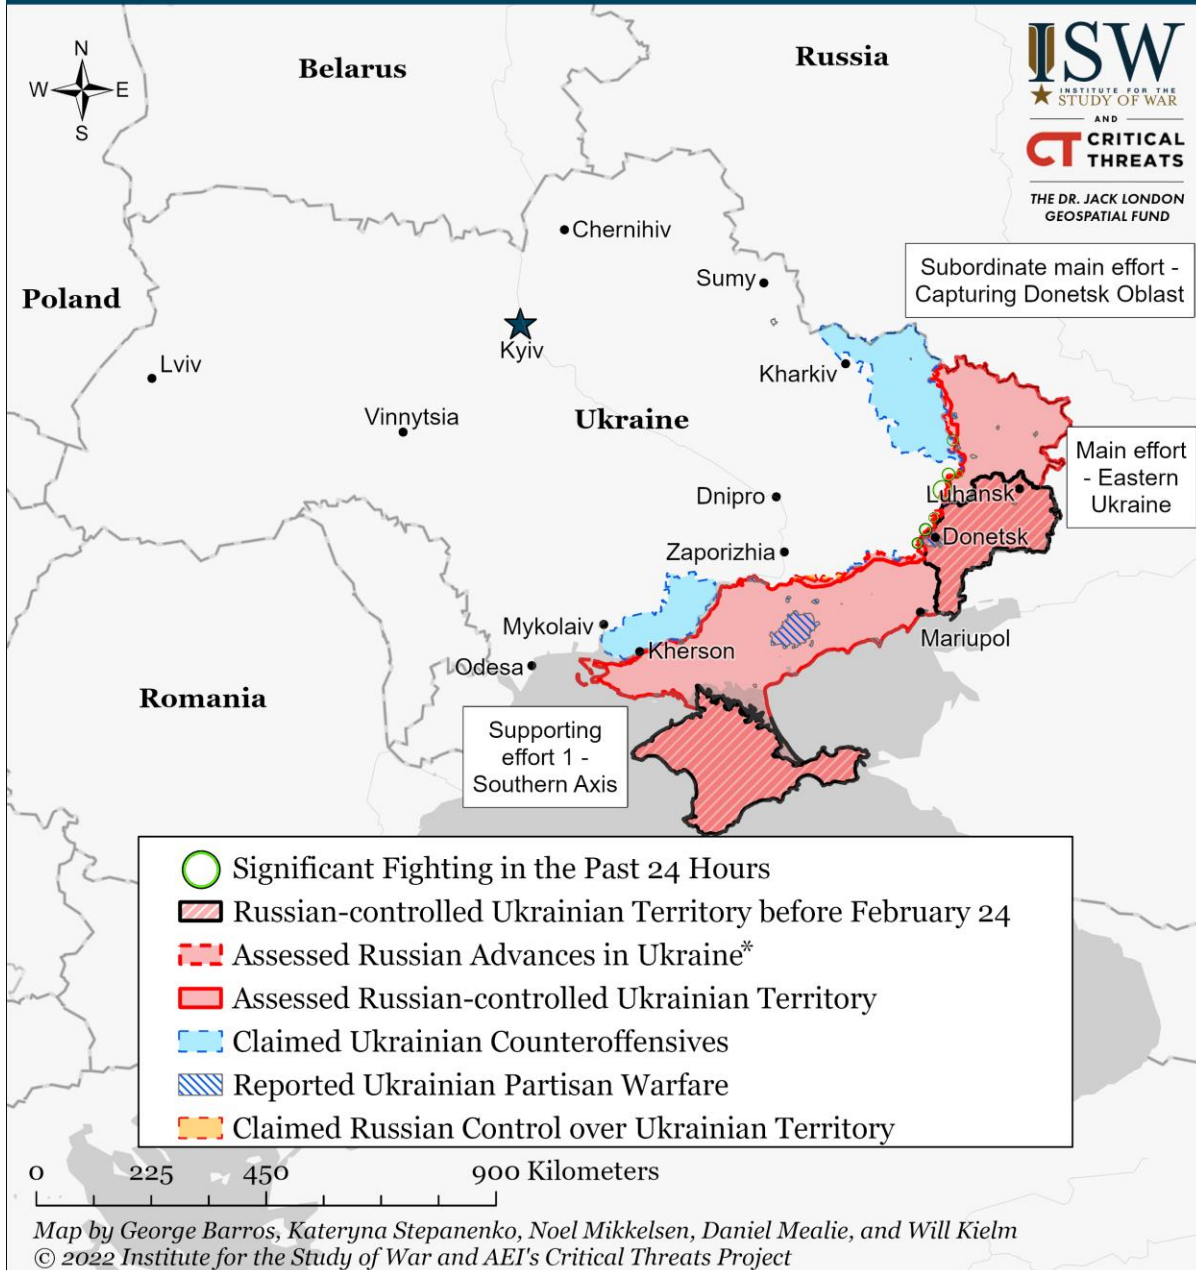 N
W
E
S
Belarus
Russia
ISW
INSTITUTE FOR THE
STUDY OF WAR
AND
CT CRITICAL
THREATS
THE DR. JACK LONDON
GEOSPATIAL FUND
Chernihiv
Subordinate main effort -
Capturing Donetsk Oblast
Sumy
Poland
Kyiv
Lviv
Kharkiv
Vinnytsia
Ukraine
Main effort
- Eastern
Ukraine
Dnipro
Luhansk
Donetsk
Zaporizhia
Mykolaiv
Mariupol
Kherson
Odesa
Romania
Supporting
effort 1 -
Southern Axis
Significant Fighting in the Past 24 Hours
Russian-controlled Ukrainian Territory before February 24
Assessed Russian Advances in Ukraine*
Assessed Russian-controlled Ukrainian Territory
Claimed Ukrainian Counteroffensives
Reported Ukrainian Partisan Warfare
Claimed Russian Control over Ukrainian Territory
0 225 450 900 Kilometers
Map by George Barros, Kateryna Stepanenko, Noel Mikkelsen, Daniel Mealie, and Will Kielm
© 2022 Institute for the Study of War and AEI's Critical Threats Project